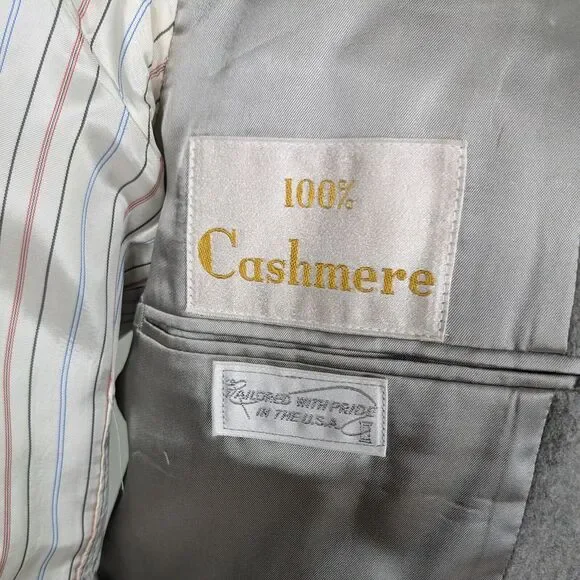 100%
Cashmere
TAILORED WITH PRIDE
IN THE U.S.A.